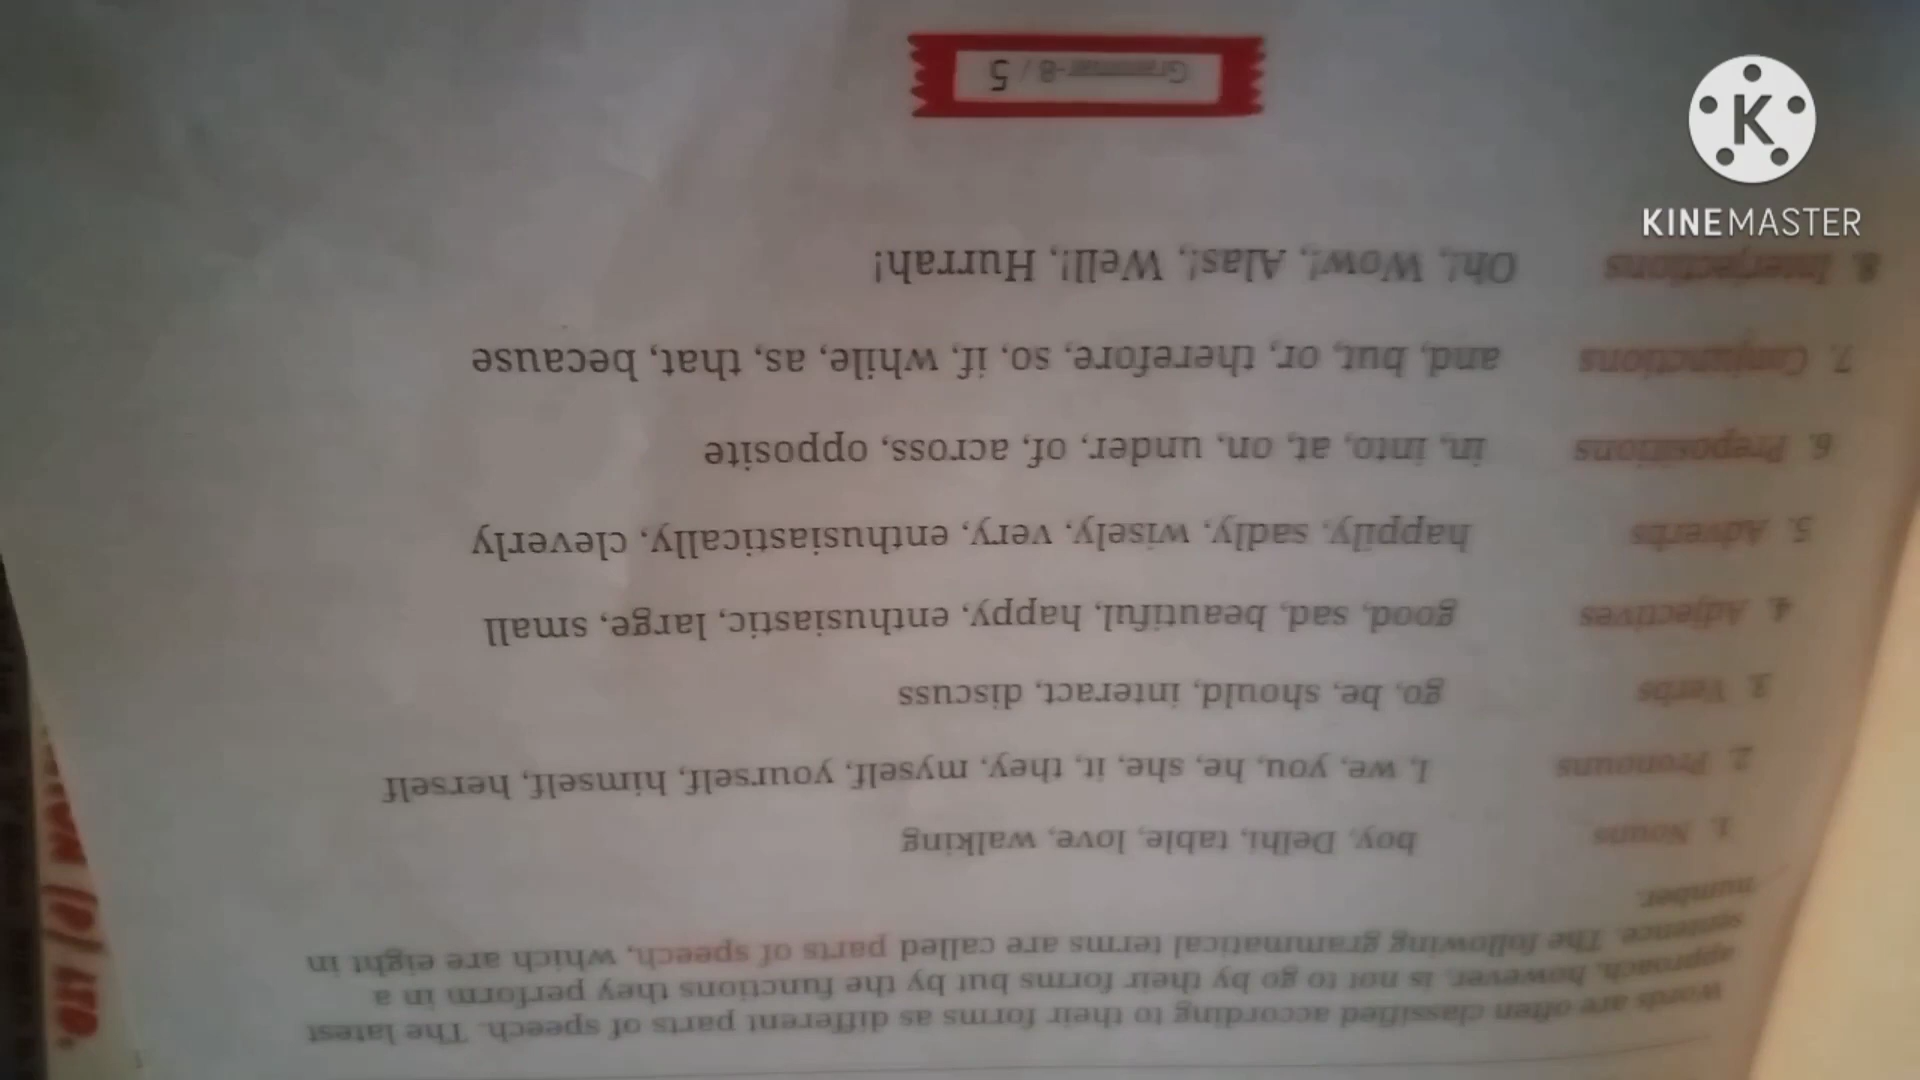 words are often classified according to their forms as different parts of speech. The latest
approach, however, is not to go by their forms but by the functions they perform in a
sentence. The following grammatical terms are called parts of speech, which are eight in
number.
1. Nouns boy, Delhi, table, love, walking
2. Pronouns I, we, you, he, she, it, they, myself, yourself, himself, herself
3. Verbs go, be, should, interact, discuss
4. Adjectives good, sad, beautiful, happy, enthusiastic, large, small
5. Adverbs happily, sadly, wisely, very, enthusiastically, cleverly
6. Prepositions in, into, at, on, under, of, across, opposite
7. Conjunctions and, but, or, therefore, so, if, while, as, that, because
8. Interjections Oh!, Wow!, Alas!, Well!, Hurrah!
Grammar-8 / 5
KINEMASTER